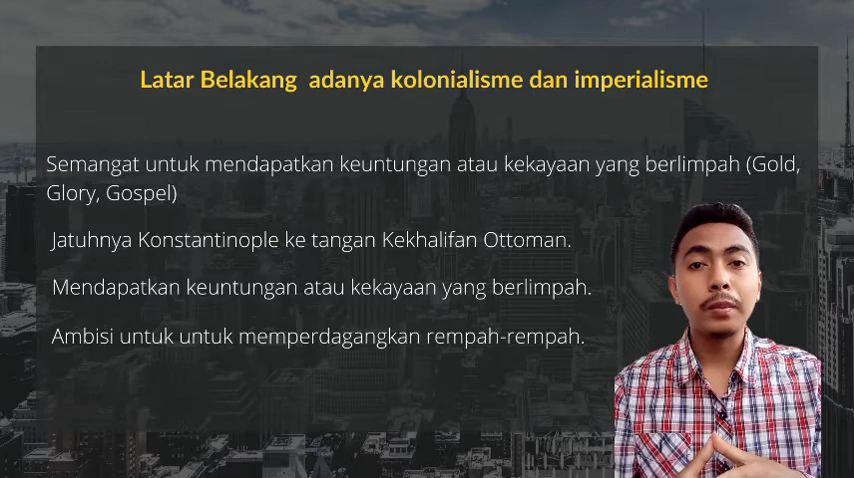 Latar Belakang adanya kolonialisme dan imperialisme
Semangat untuk mendapatkan keuntungan atau kekayaan yang berlimpah (Gold,
Glory, Gospel)
Jatuhnya Konstantinople ke tangan Kekhalifan Ottoman.
Mendapatkan keuntungan atau kekayaan yang berlimpah.
Ambisi untuk untuk memperdagangkan rempah-rempah.